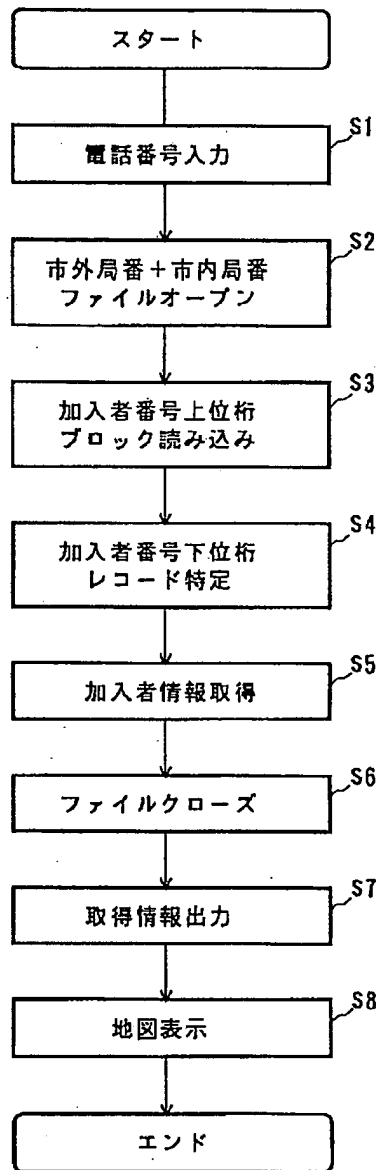 スタート
S1
電話番号入力
S2
市外局番+市内局番
ファイルオープン
S3
加入者番号上位桁
ブロック読み込み
S4
加入者番号下位桁
レコード特定
S5
加入者情報取得
S6
ファイルクローズ
S7
取得情報出力
S8
地図表示
エンド